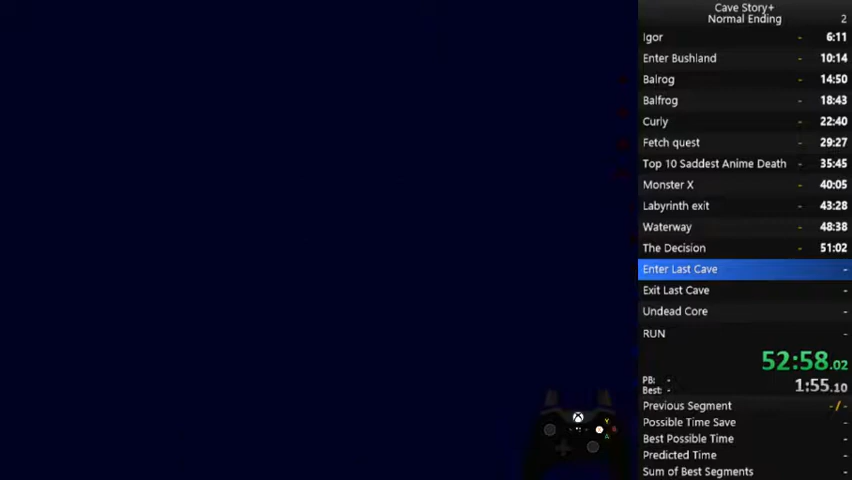 Cave Story+
Normal Ending 2
Igor - 6:11
Enter Bushland - 10:14
Balrog - 14:50
Balfrog - 18:43
Curly - 22:40
Fetch quest - 29:27
Top 10 Saddest Anime Death - 35:45
Monster X - 40:05
Labyrinth exit - 43:28
Waterway - 48:38
The Decision - 51:02
Enter Last Cave -
Exit Last Cave -
Undead Core -
RUN -
52:58.02
PB: -
Best: -
1:55.10
Previous Segment - / -
Possible Time Save -
Best Possible Time -
Predicted Time -
Sum of Best Segments -
Y
A